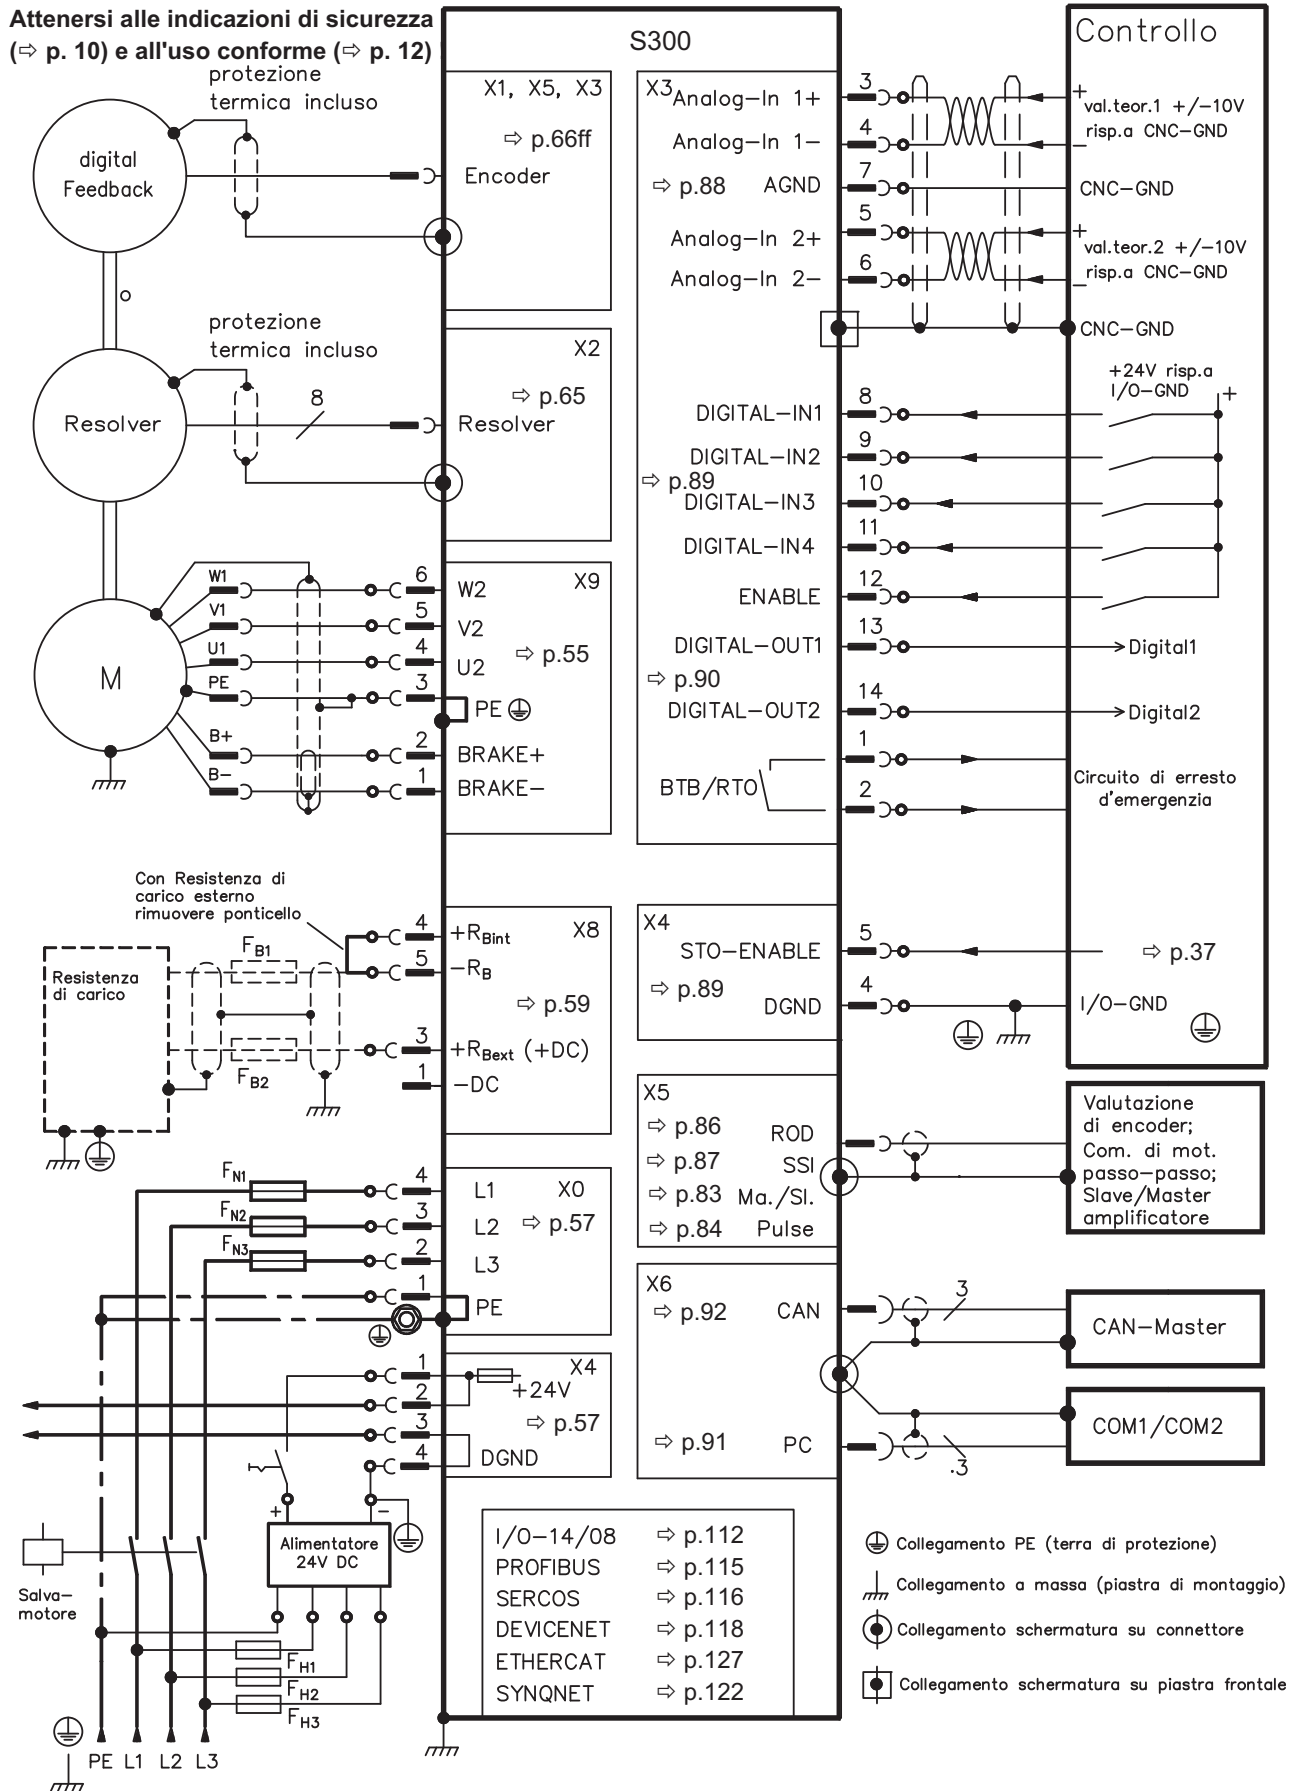 Attenersi alle indicazioni di sicurezza
(⇨ p. 10) e all'uso conforme (⇨ p. 12)
S300
Controllo
protezione
termica incluso
digital
Feedback
X1, X5, X3
⇨ p.66ff
Encoder
protezione
termica incluso
Resolver
8
X2
⇨ p.65
Resolver
M
W1
V1
U1
PE
B+
B-
6
5
4
3
2
1
X9
W2
V2
U2
⇨ p.55
PE
BRAKE+
BRAKE-
Con Resistenza di
carico esterno
rimuovere ponticello
Resistenza
di carico
FB1
FB2
4
5
3
1
X8
+RBint
-RB
⇨ p.59
+RBext (+DC)
-DC
FN1
FN2
FN3
4
3
2
1
X0
L1
L2
L3
⇨ p.57
PE
1
2
3
4
X4
+24V
⇨ p.57
DGND
+
-
Alimentatore
24V DC
Salva-
motore
FH1
FH2
FH3
PE L1 L2 L3
X3
Analog-In 1+
Analog-In 1-
⇨ p.88
AGND
Analog-In 2+
Analog-In 2-
3
4
7
5
6
+
val.teor.1 +/-10V
risp.a CNC-GND
-
CNC-GND
+
val.teor.2 +/-10V
risp.a CNC-GND
-
CNC-GND
+24V risp.a
I/O-GND
+
DIGITAL-IN1
8
DIGITAL-IN2
9
⇨ p.89
DIGITAL-IN3
10
DIGITAL-IN4
11
ENABLE
12
DIGITAL-OUT1
13
Digital1
⇨ p.90
DIGITAL-OUT2
14
Digital2
BTB/RTO
1
2
Circuito di erresto
d'emergenzia
X4
STO-ENABLE
5
⇨ p.37
⇨ p.89
DGND
4
I/O-GND
X5
⇨ p.86
ROD
⇨ p.87
SSI
⇨ p.83 Ma./Sl.
⇨ p.84 Pulse
Valutazione
di encoder;
Com. di mot.
passo-passo;
Slave/Master
amplificatore
X6
⇨ p.92
CAN
3
CAN-Master
⇨ p.91
PC
.3
COM1/COM2
I/O-14/08 ⇨ p.112
PROFIBUS ⇨ p.115
SERCOS ⇨ p.116
DEVICENET ⇨ p.118
ETHERCAT ⇨ p.127
SYNQNET ⇨ p.122
Collegamento PE (terra di protezione)
Collegamento a massa (piastra di montaggio)
Collegamento schermatura su connettore
Collegamento schermatura su piastra frontale